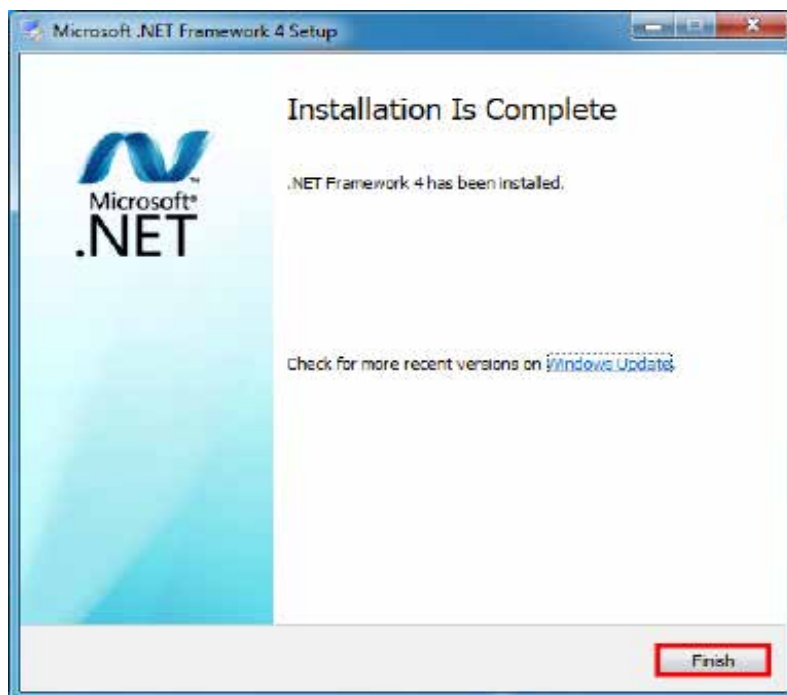 Microsoft .NET Framework 4 Setup
Installation Is Complete
Microsoft®
.NET
.NET Framework 4 has been installed.
Check for more recent versions on Windows Update.
Finish